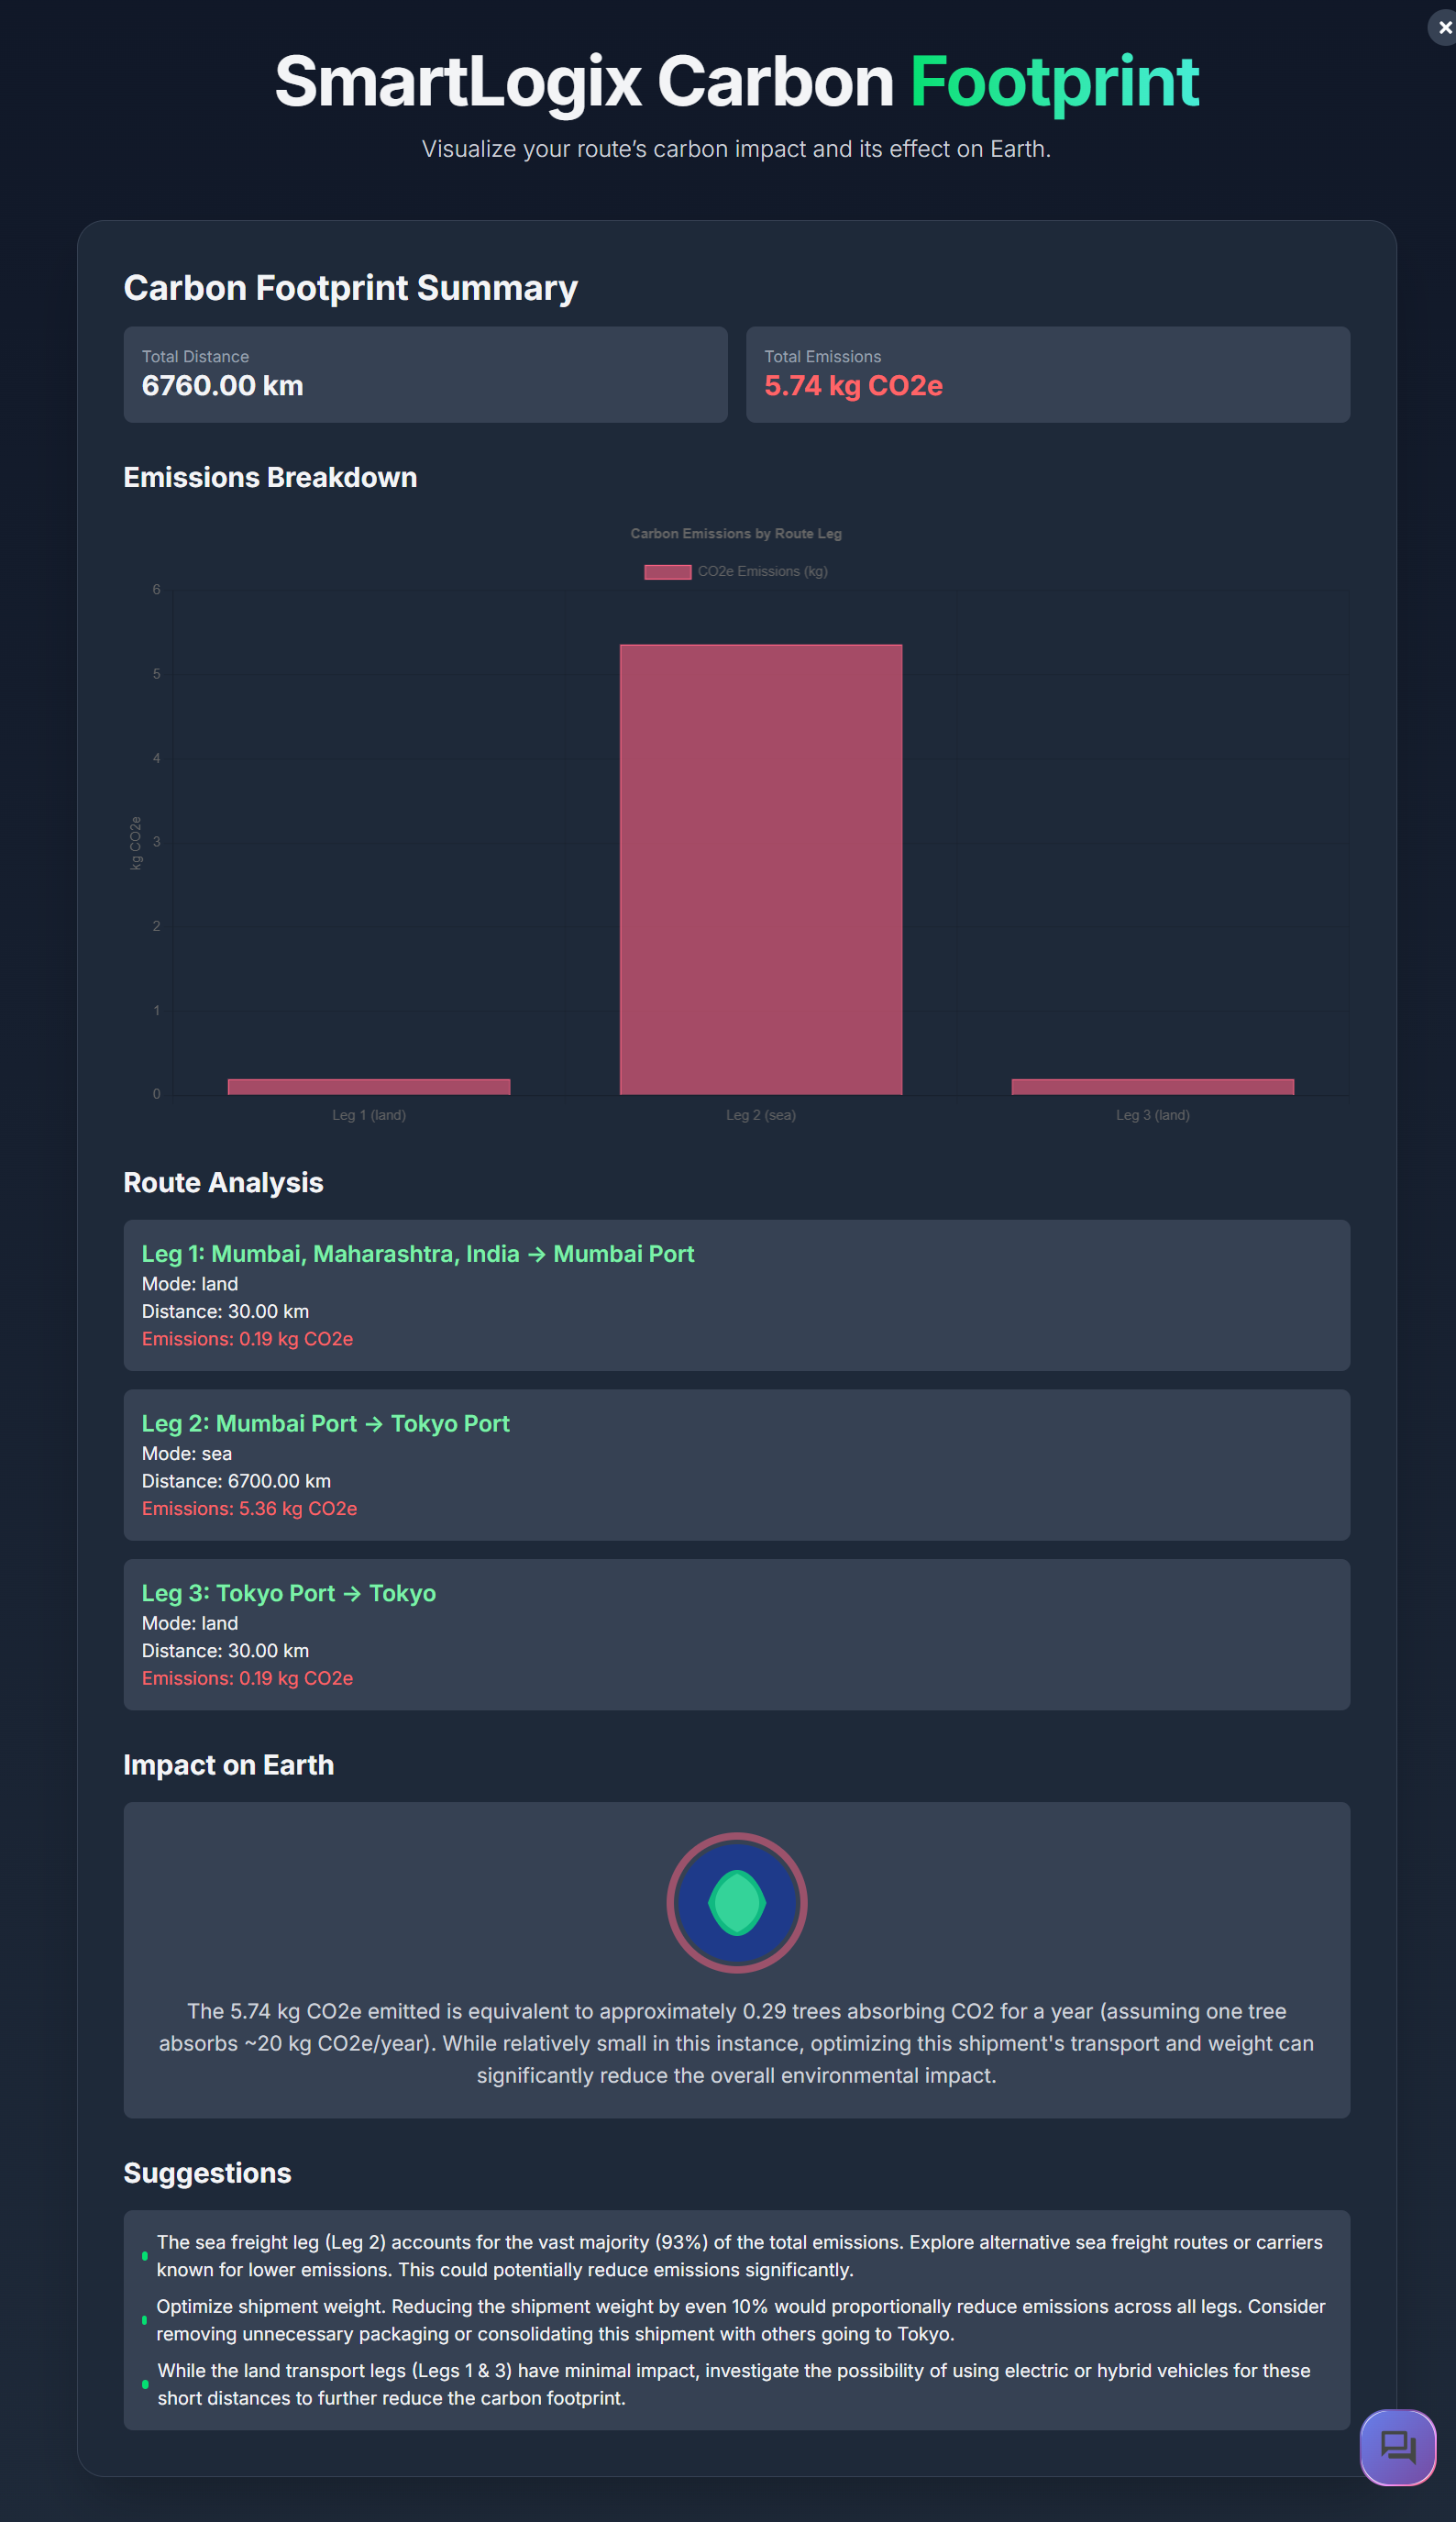 SmartLogix Carbon Footprint
Visualize your route’s carbon impact and its effect on Earth.
Carbon Footprint Summary
Total Distance
6760.00 km
Total Emissions
5.74 kg CO2e
Emissions Breakdown
Carbon Emissions by Route Leg
CO2e Emissions (kg)
kg CO2e
6
5
4
3
2
1
0
Leg 1 (land)
Leg 2 (sea)
Leg 3 (land)
Route Analysis
Leg 1: Mumbai, Maharashtra, India → Mumbai Port
Mode: land
Distance: 30.00 km
Emissions: 0.19 kg CO2e
Leg 2: Mumbai Port → Tokyo Port
Mode: sea
Distance: 6700.00 km
Emissions: 5.36 kg CO2e
Leg 3: Tokyo Port → Tokyo
Mode: land
Distance: 30.00 km
Emissions: 0.19 kg CO2e
Impact on Earth
The 5.74 kg CO2e emitted is equivalent to approximately 0.29 trees absorbing CO2 for a year (assuming one tree
absorbs ~20 kg CO2e/year). While relatively small in this instance, optimizing this shipment's transport and weight can
significantly reduce the overall environmental impact.
Suggestions
The sea freight leg (Leg 2) accounts for the vast majority (93%) of the total emissions. Explore alternative sea freight routes or carriers
known for lower emissions. This could potentially reduce emissions significantly.
Optimize shipment weight. Reducing the shipment weight by even 10% would proportionally reduce emissions across all legs. Consider
removing unnecessary packaging or consolidating this shipment with others going to Tokyo.
While the land transport legs (Legs 1 & 3) have minimal impact, investigate the possibility of using electric or hybrid vehicles for these
short distances to further reduce the carbon footprint.